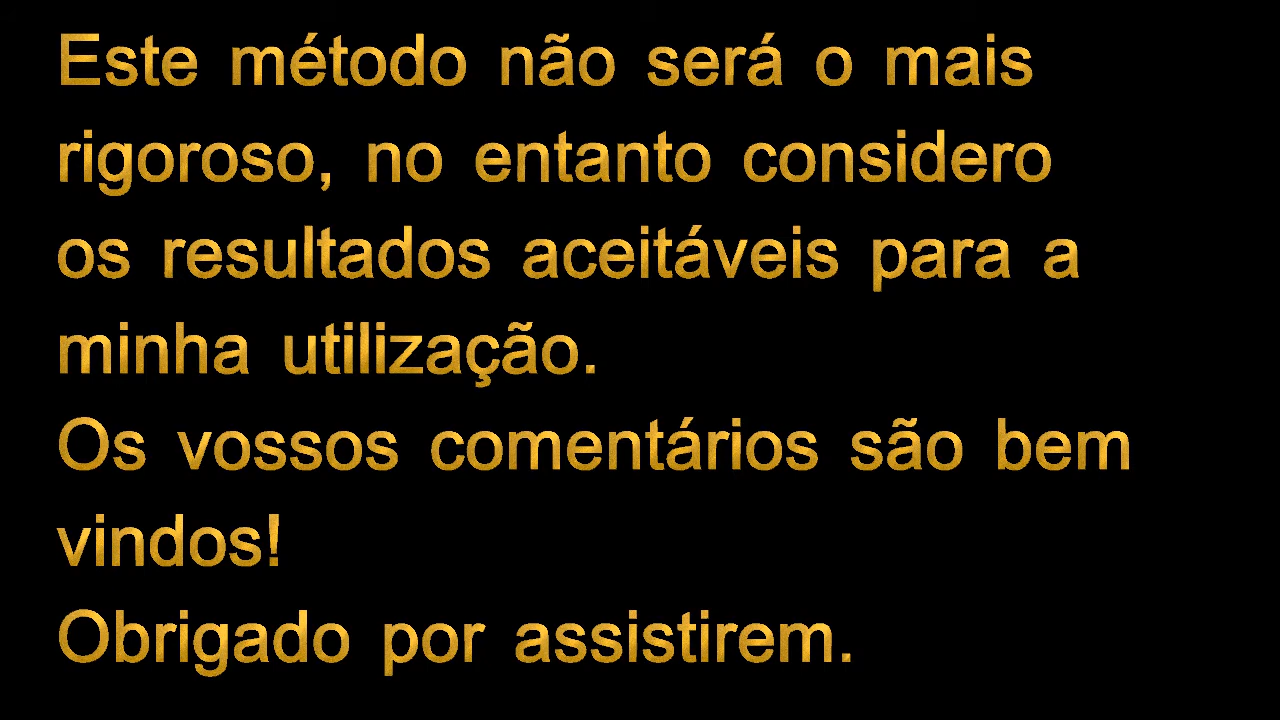 Este método não será o mais
rigoroso, no entanto considero
os resultados aceitáveis para a
minha utilização.
Os vossos comentários são bem
vindos!
Obrigado por assistirem.